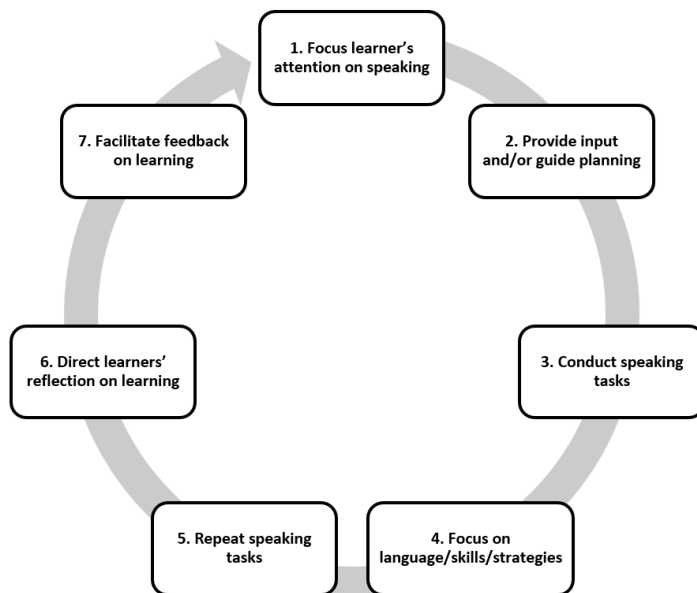 1. Focus learner's
attention on speaking
2. Provide input
and/or guide planning
3. Conduct speaking
tasks
4. Focus on
language/skills/strategies
5. Repeat speaking
tasks
6. Direct learners'
reflection on learning
7. Facilitate feedback
on learning